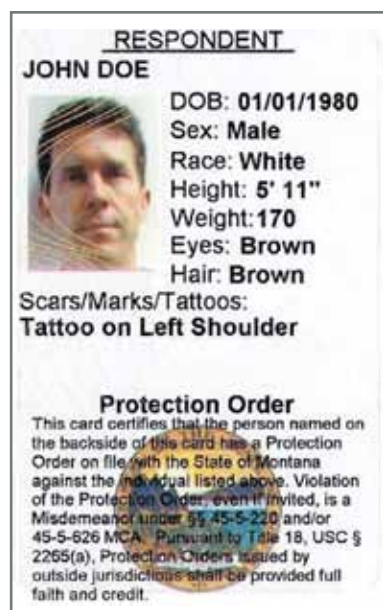 RESPONDENT
JOHN DOE
DOB: 01/01/1980
Sex: Male
Race: White
Height: 5' 11"
Weight: 170
Eyes: Brown
Hair: Brown
Scars/Marks/Tattoos:
Tattoo on Left Shoulder
Protection Order
This card certifies that the person named on
the backside of this card has a Protection
Order on file with the State of Montana
against the individual listed above. Violation
of the Protection Order, even if invited, is a
Misdemeanor under §§ 45-5-220 and/or
45-5-626 MCA. Pursuant to Title 18, USC §
2265(a), Protection Orders issued by
outside jurisdictions shall be provided full
faith and credit.